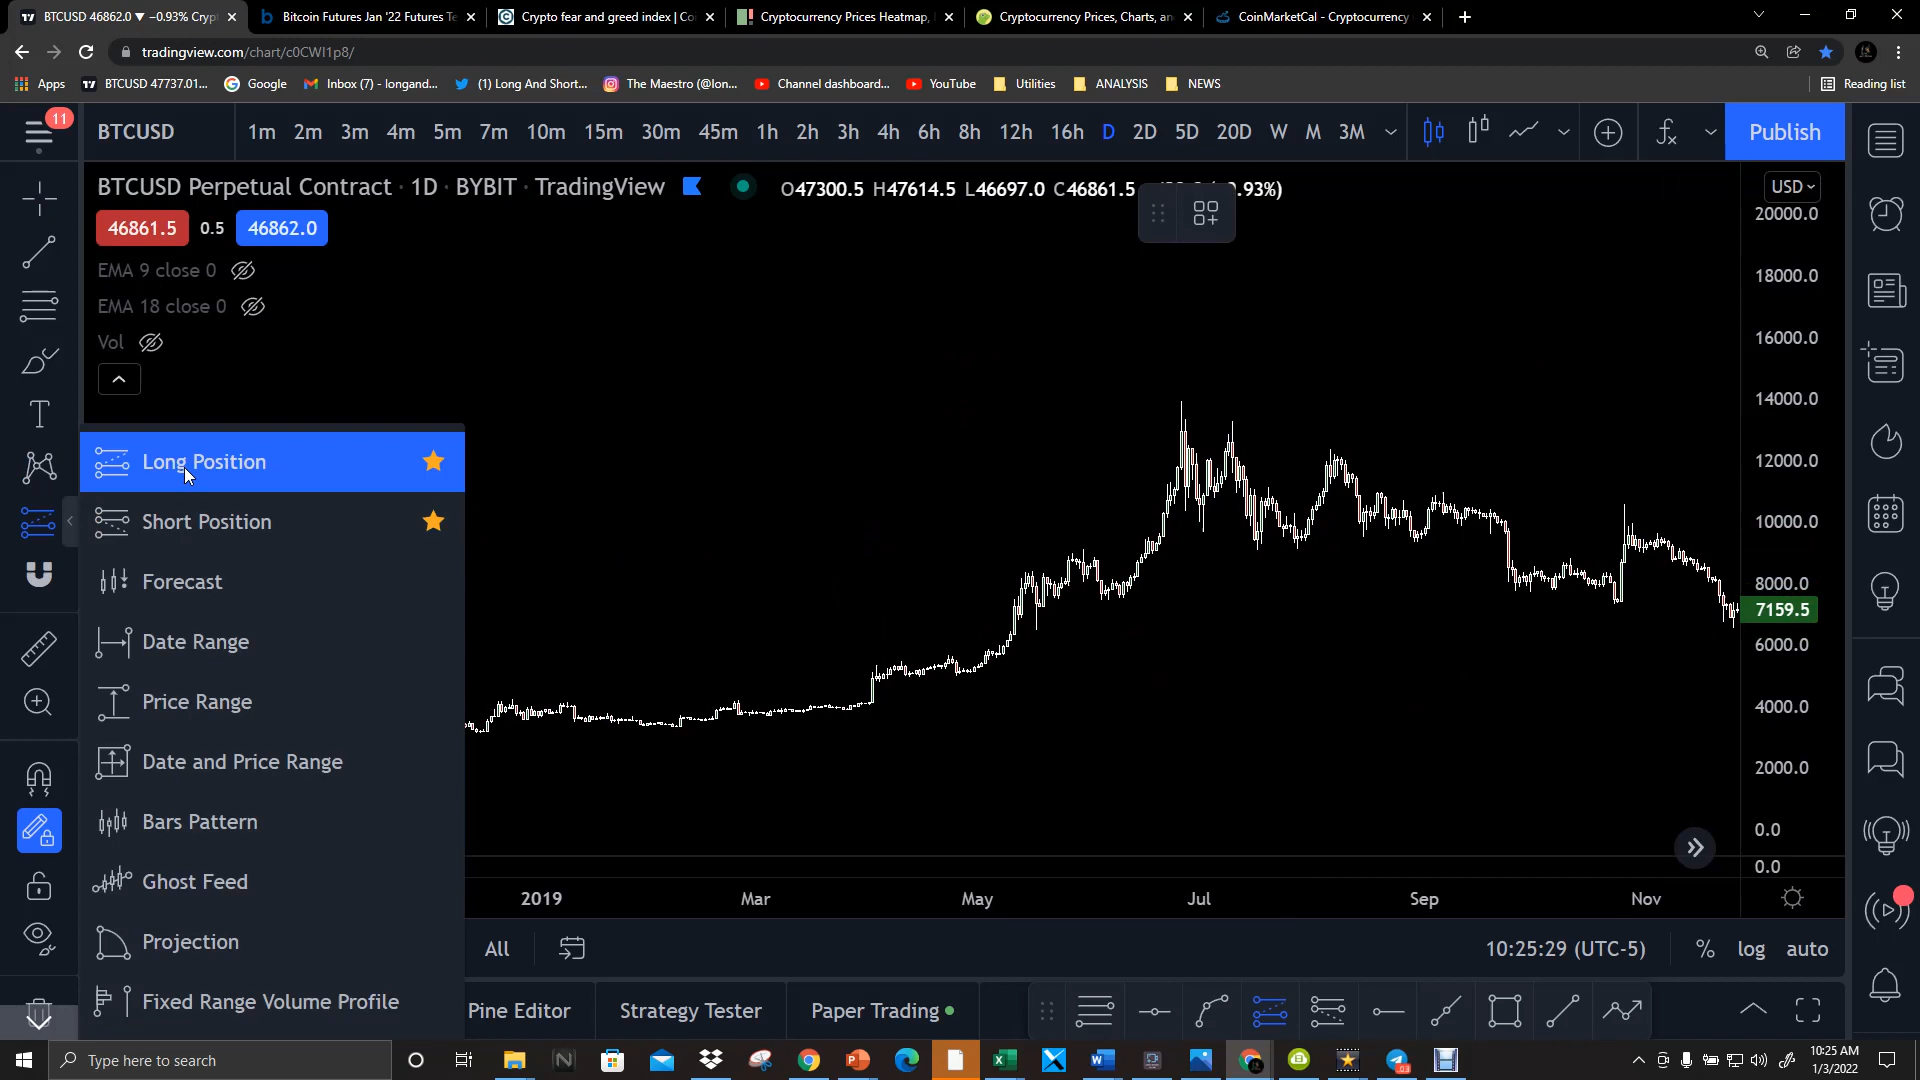 BTCUSD 46862.0 ▼ −0.93% Cryp
Bitcoin Futures Jan '22 Futures Te
Crypto fear and greed index | Co
Cryptocurrency Prices Heatmap,
Cryptocurrency Prices, Charts, an
CoinMarketCal - Cryptocurrency
tradingview.com/chart/c0CWI1p8/
Apps
BTCUSD 47737.01...
Google
Inbox (7) - longand...
(1) Long And Short...
The Maestro (@lon...
Channel dashboard...
YouTube
Utilities
ANALYSIS
NEWS
Reading list
11
BTCUSD
1m 2m 3m 4m 5m 7m 10m 15m 30m 45m 1h 2h 3h 4h 6h 8h 12h 16h D 2D 5D 20D W M 3M
Publish
BTCUSD Perpetual Contract · 1D · BYBIT · TradingView
O47300.5 H47614.5 L46697.0 C46861.5
.93%)
USD
46861.5
0.5
46862.0
EMA 9 close 0
EMA 18 close 0
Vol
Long Position
Short Position
Forecast
Date Range
Price Range
Date and Price Range
Bars Pattern
Ghost Feed
Projection
Fixed Range Volume Profile
20000.0
18000.0
16000.0
14000.0
12000.0
10000.0
8000.0
7159.5
6000.0
4000.0
2000.0
0.0
0.0
2019 Mar May Jul Sep Nov
All
10:25:29 (UTC-5)
% log auto
Pine Editor
Strategy Tester
Paper Trading
Type here to search
10:25 AM
1/3/2022